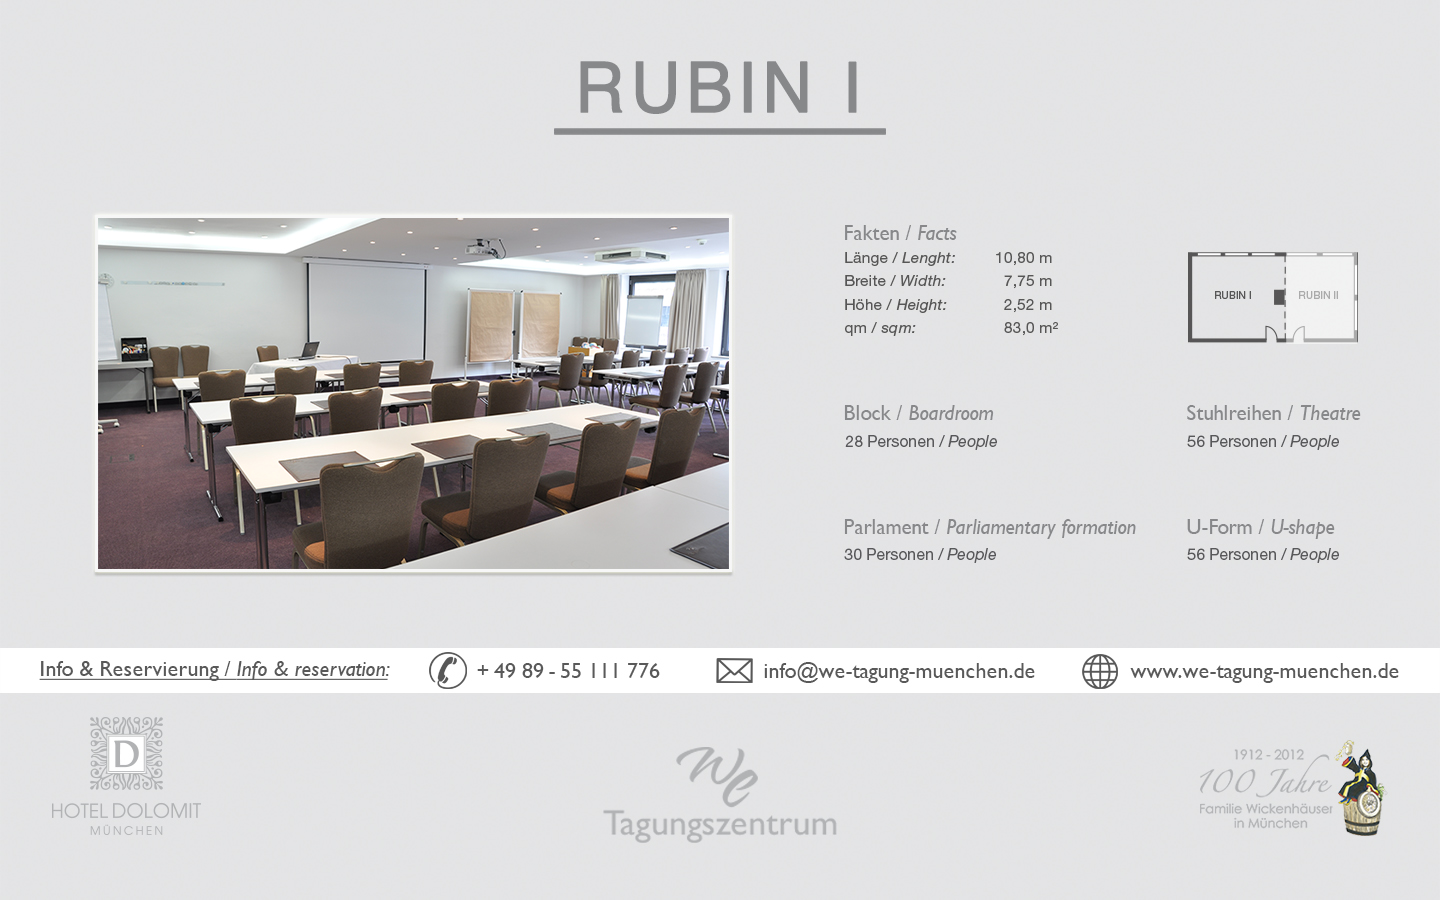 RUBIN I
Fakten / Facts
Länge / Lenght: 10,80 m
Breite / Width: 7,75 m
Höhe / Height: 2,52 m
qm / sqm: 83,0 m²
RUBIN I RUBIN II
Block / Boardroom
28 Personen / People
Stuhlreihen / Theatre
56 Personen / People
Parlament / Parliamentary formation
30 Personen / People
U-Form / U-shape
56 Personen / People
Info & Reservierung / Info & reservation: + 49 89 - 55 111 776 info@we-tagung-muenchen.de www.we-tagung-muenchen.de
D
HOTEL DOLOMIT
MÜNCHEN
We
Tagungszentrum
1912 - 2012
100 Jahre
Familie Wickenhäuser
in München